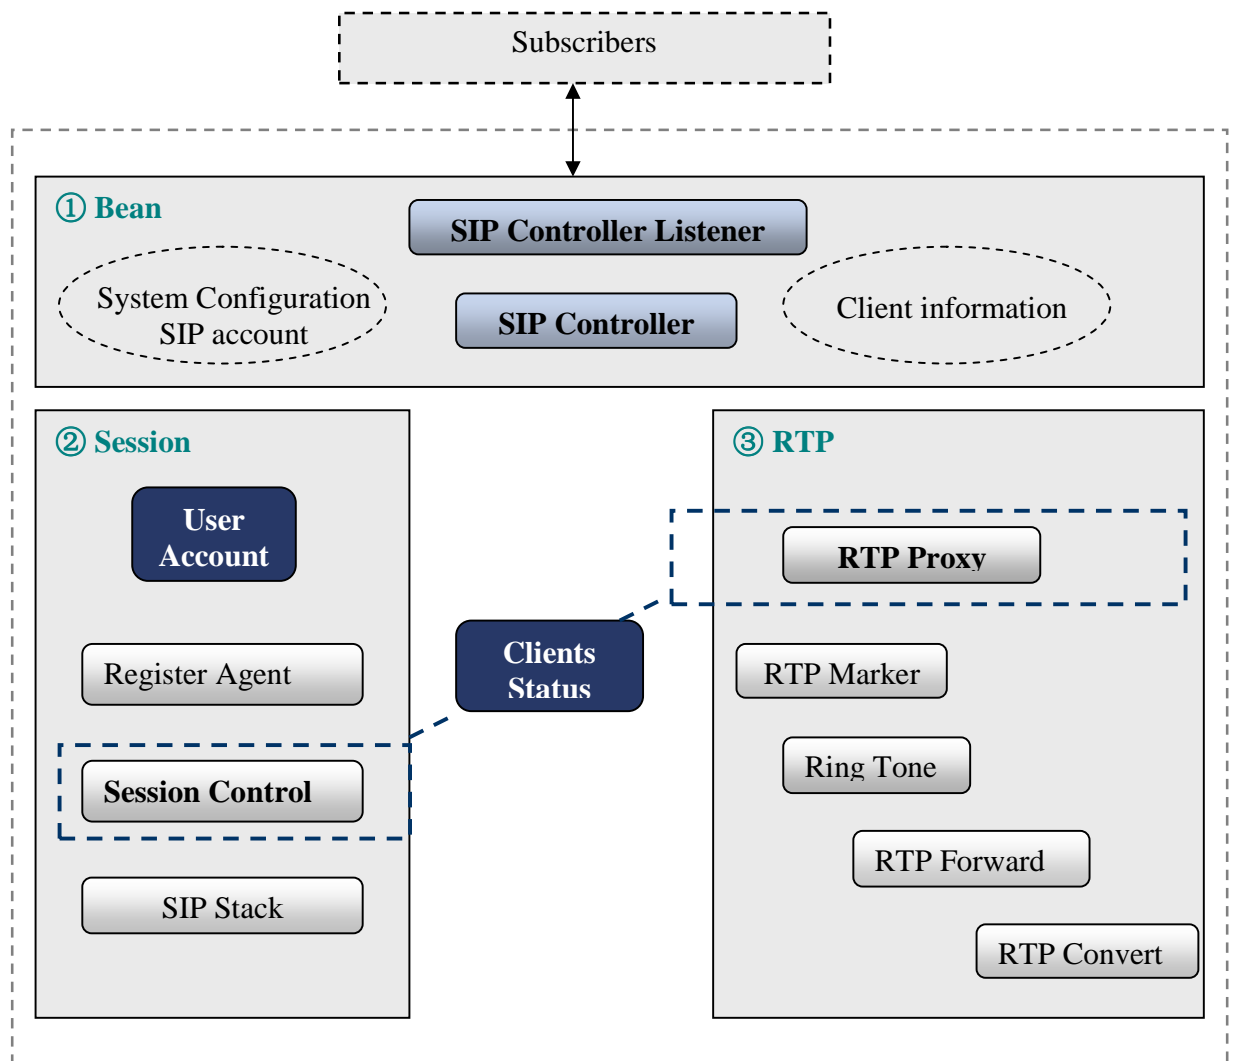 Subscribers
① Bean
SIP Controller Listener
System Configuration
SIP account
SIP Controller
Client information
② Session
User
Account
Register Agent
Session Control
SIP Stack
Clients
Status
③ RTP
RTP Proxy
RTP Marker
Ring Tone
RTP Forward
RTP Convert